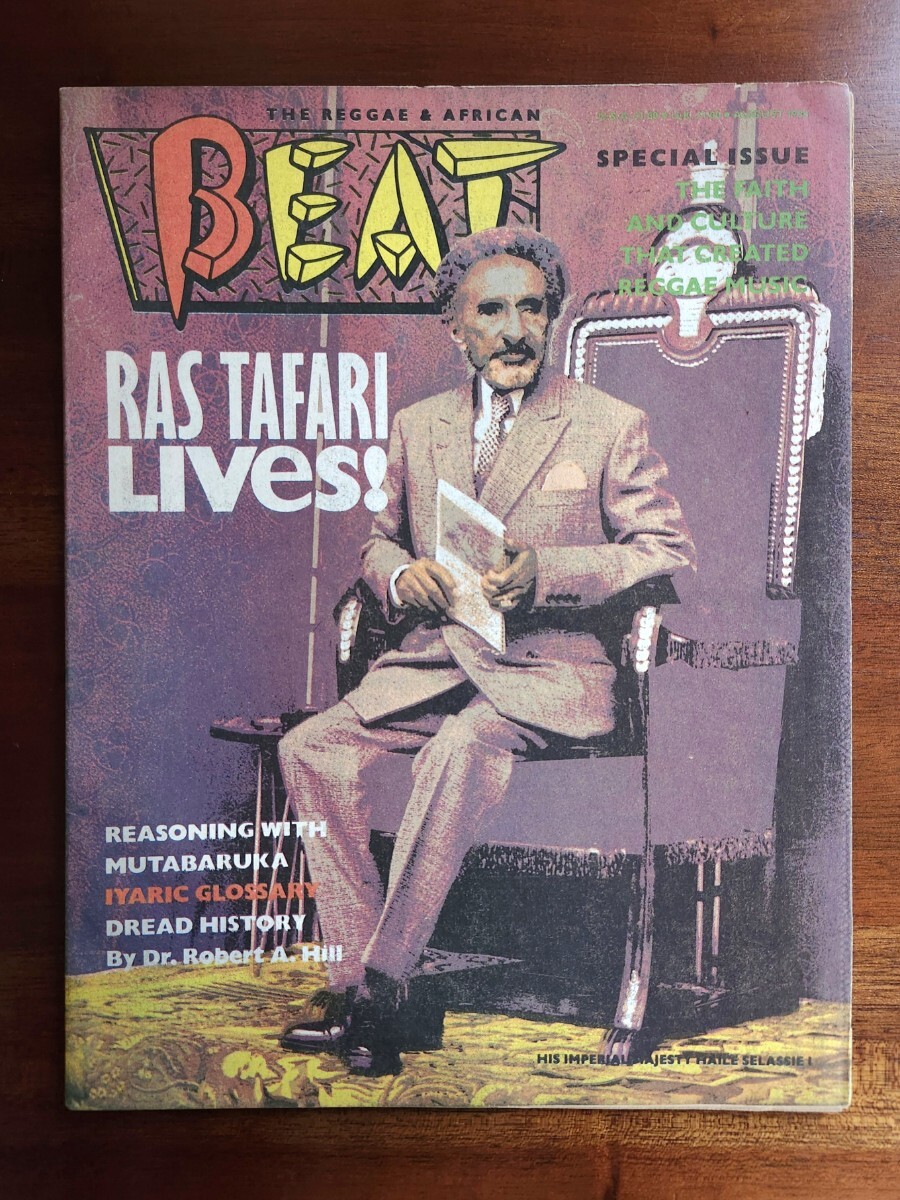 THE REGGAE & AFRICAN
BEAT
SPECIAL ISSUE
THE FAITH
AND CULTURE
THAT CREATED
REGGAE MUSIC
RAS TAFARI
LIVes!
REASONING WITH
MUTABARUKA
IYARIC GLOSSARY
DREAD HISTORY
By Dr. Robert A. Hill
HIS IMPERIAL MAJESTY HAILE SELASSIE I